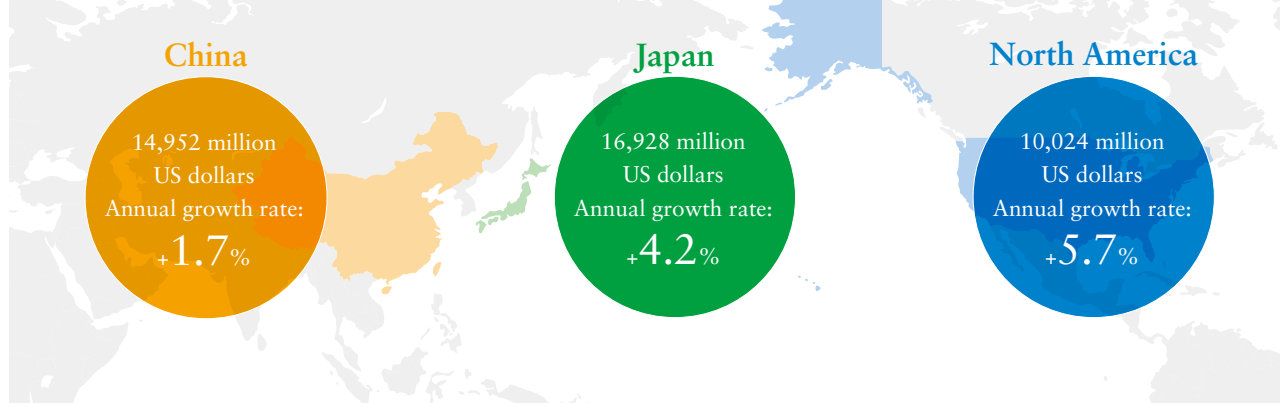 China
14,952 million
US dollars
Annual growth rate:
+1.7%
Japan
16,928 million
US dollars
Annual growth rate:
+4.2%
North America
10,024 million
US dollars
Annual growth rate:
+5.7%